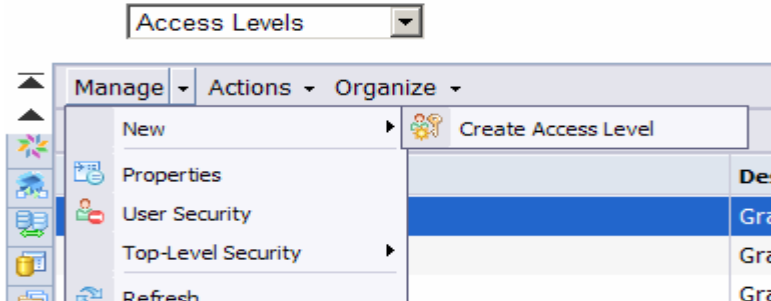 Access Levels
Manage Actions Organize
New Create Access Level
Properties
Des
User Security
Gra
Top-Level Security
Gra
Refresh
Gra